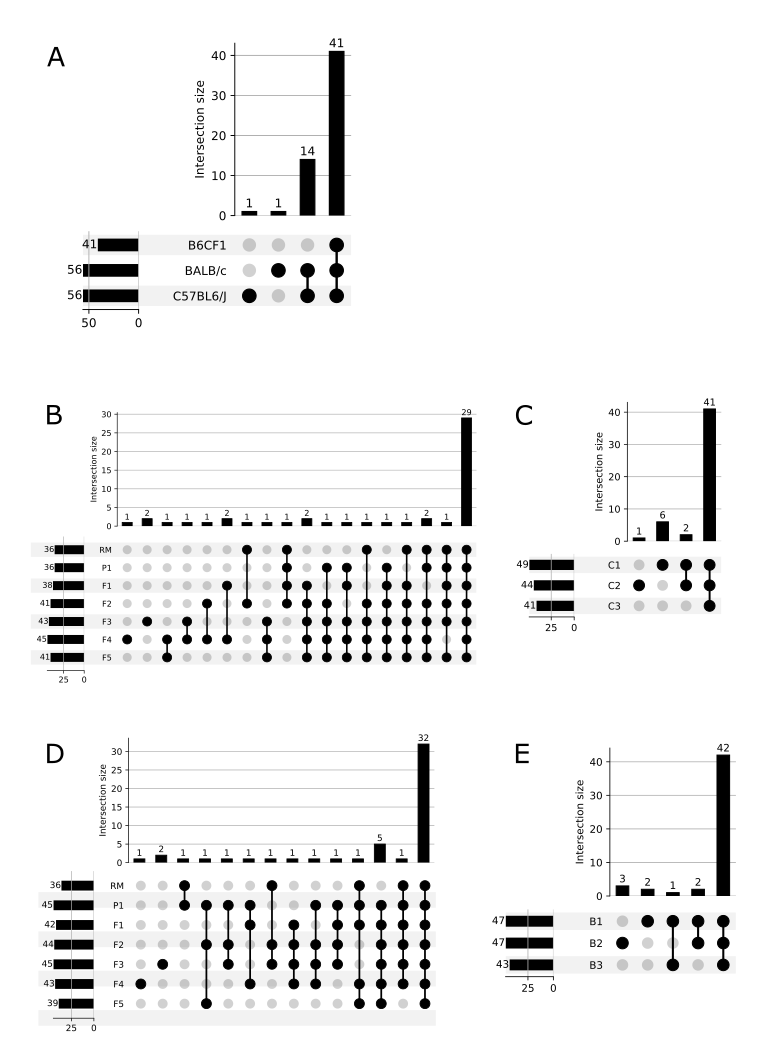 A
Intersection size
41
40
30
20
14
10
1 1
0
41 B6CF1
56 BALB/c
56 C57BL6/J
50 0
B
Intersection size
30
29
25
20
15
10
5
1 2 1 1 1 2 1 1 1 2 1 1 1 1 1 2 1
0
36 RM
36 P1
38 F1
41 F2
43 F3
45 F4
41 F5
25 0
C
Intersection size
41
40
30
20
10
1 6 2
0
49 C1
44 C2
41 C3
25 0
D
Intersection size
32
30
25
20
15
10
5
1 2 1 1 1 1 1 1 1 1 1 5 1
0
36 RM
45 P1
42 F1
44 F2
45 F3
43 F4
39 F5
25 0
E
Intersection size
42
40
30
20
10
3 2 1 2
0
47 B1
47 B2
43 B3
25 0